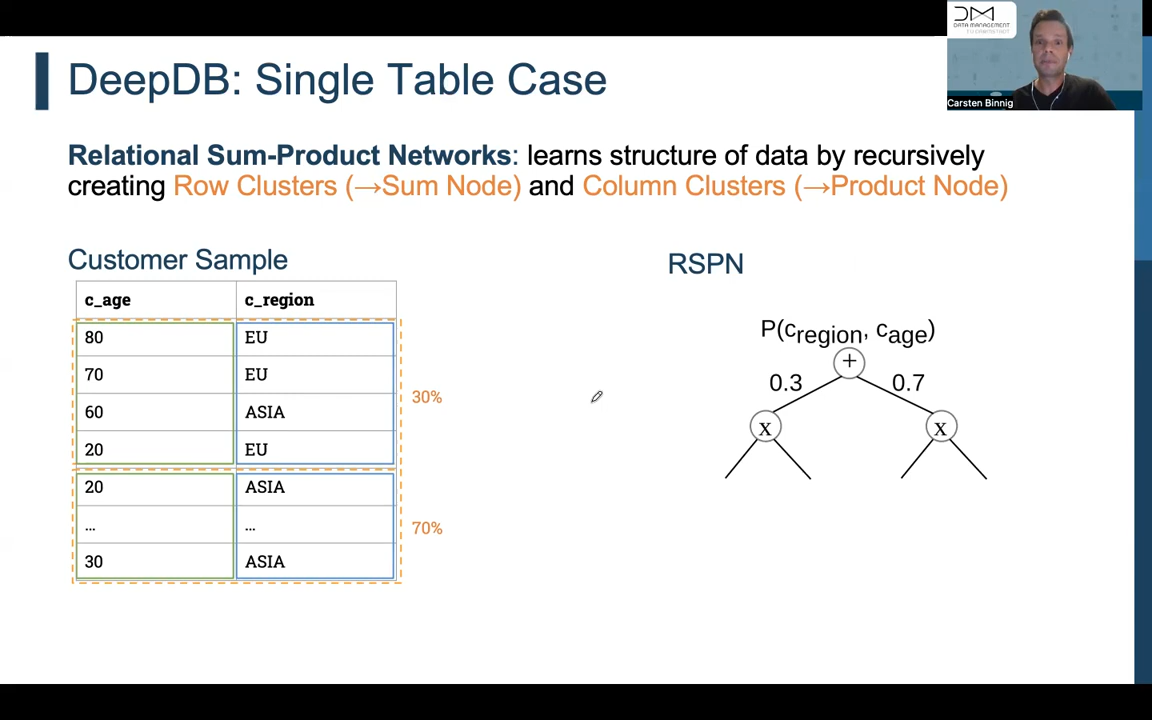 DATA MANAGEMENT
Carsten Binnig
DeepDB: Single Table Case
Relational Sum-Product Networks: learns structure of data by recursively
creating Row Clusters (→Sum Node) and Column Clusters (→Product Node)
Customer Sample
c_age c_region
80 EU
70 EU
60 ASIA
20 EU
20 ASIA
... ...
30 ASIA
30%
70%
RSPN
P(cregion, cage)
+
0.3 0.7
x x